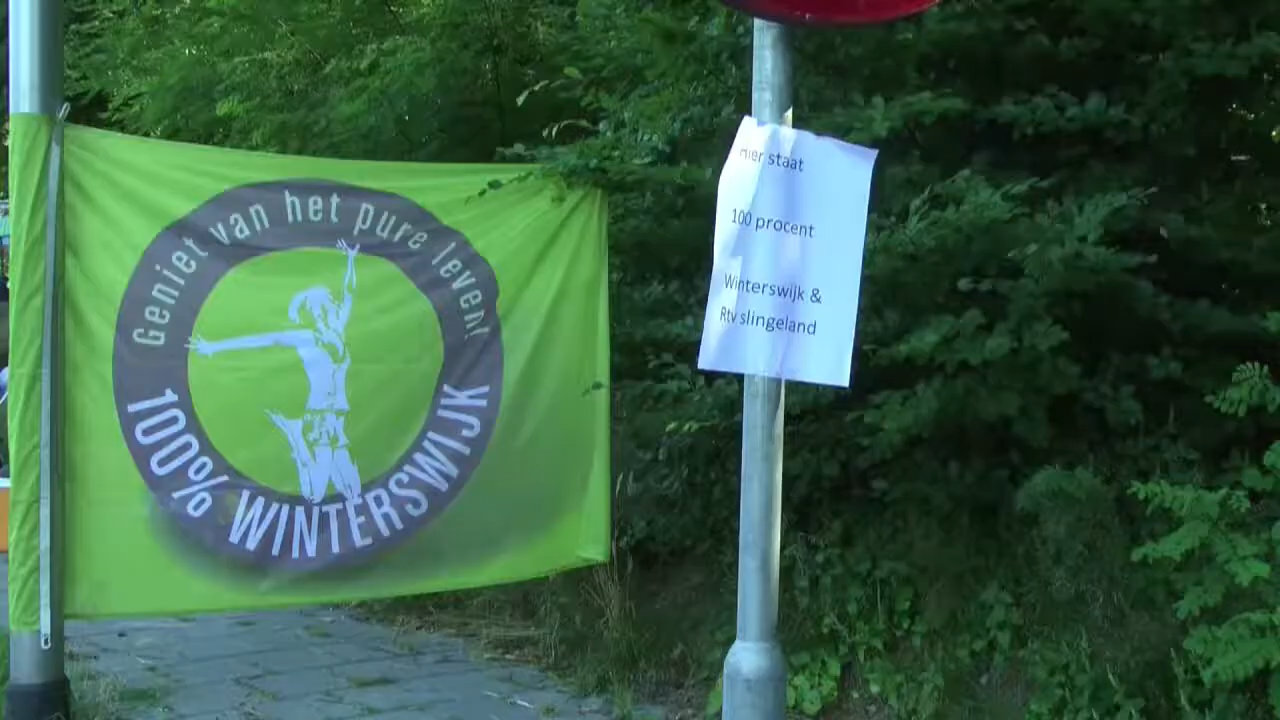 Geniet van het pure leven!
100% WINTERSWIJK
Hier staat
100 procent
Winterswijk &
Rtv slingeland